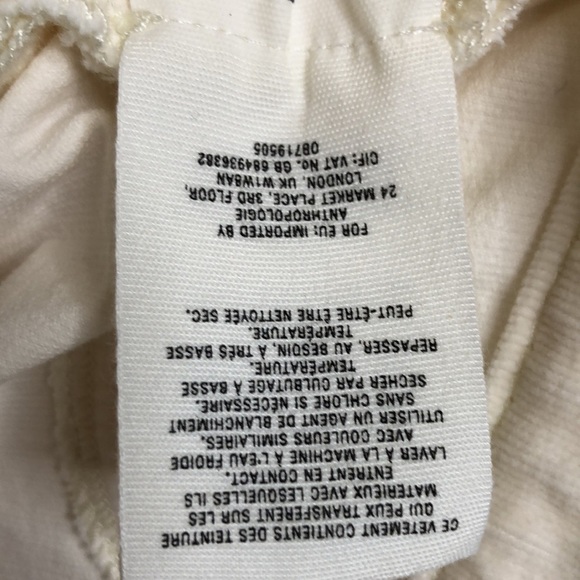 CE VETEMENT CONTIENTS DES TEINTURE
QUI PEUX TRANSFERENT SUR LES
MATERIEUX AVEC LESQUELLES ILS
ENTRENT EN CONTACT.
LAVER À LA MACHINE À L'EAU FROIDE
AVEC COULEURS SIMILAIRES.
UTILISER UN AGENT DE BLANCHIMENT
SANS CHLORE SI NÉCESSAIRE.
SECHER PAR CULBUTAGE À BASSE
TEMPÉRATURE.
REPASSER, AU BESOIN, À TRÈS BASSE
TEMPÉRATURE.
PEUT-ÊTRE ÊTRE NETTOYÉE SEC.
FOR EU: IMPORTED BY
ANTHROPOLOGIE
24 MARKET PLACE, 3RD FLOOR,
LONDON, UK W1W8AN
CIF: VAT No. GB 684936382
OB719505